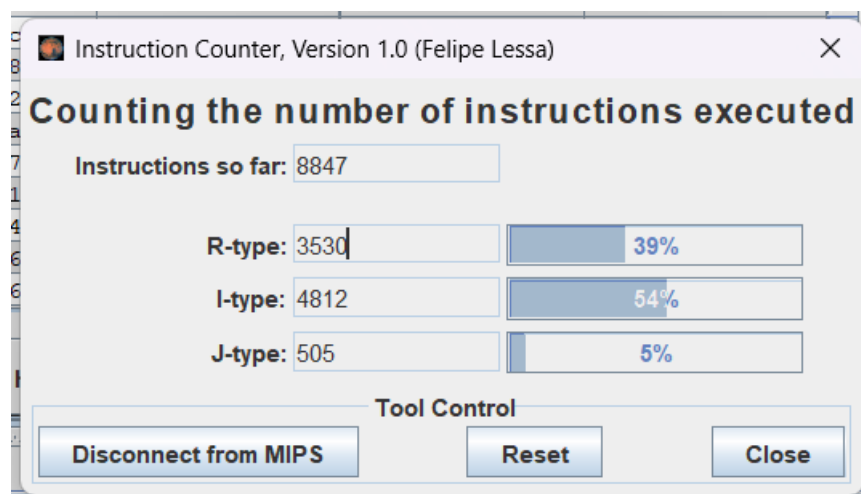 Instruction Counter, Version 1.0 (Felipe Lessa)
Counting the number of instructions executed
Instructions so far: 8847
R-type: 3530 39%
I-type: 4812 54%
J-type: 505 5%
Tool Control
Disconnect from MIPS Reset Close